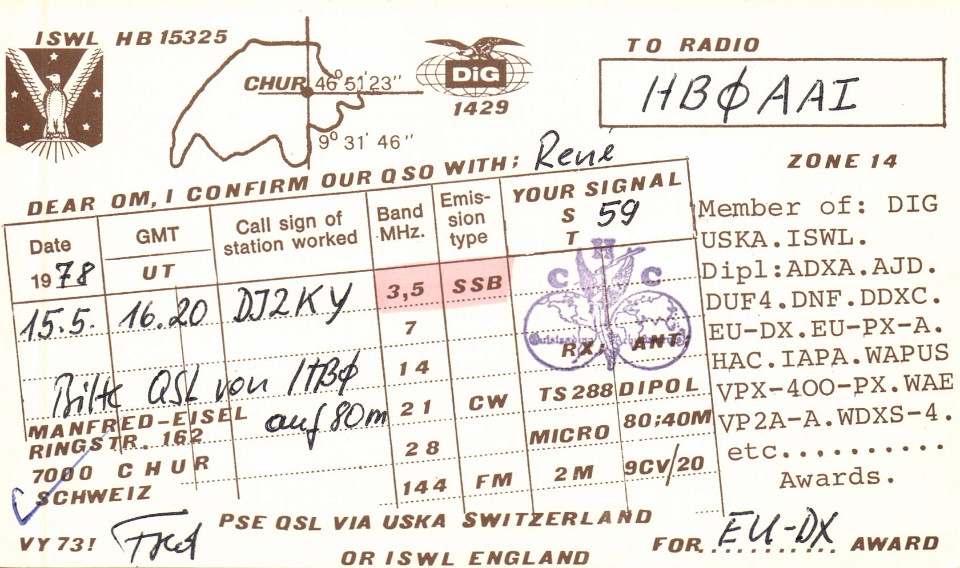 ISWL HB 15325
CHUR 46° 51' 23"
9° 31' 46"
DiG
1429
TO RADIO
HBØAAI
ZONE 14
DEAR OM, I CONFIRM OUR QSO WITH; René
Date
1978
GMT
UT
Call sign of
station worked
Band
MHz.
Emis-
sion
type
YOUR SIGNAL
S 59
T
15.5. 16.20 DJ2KY
3,5 SSB
7
14
21 CW
28
144 FM
C H C
RX; ANT;
TS288 DIPOL
MICRO 80;40M
2M 9CV/20
Bitte QSL von HBØ
auf 80m
MANFRED-EISEL
RINGSTR. 162
7000 CHUR
SCHWEIZ
Member of: DIG
USKA.ISWL.
Dipl:ADXA.AJD.
DUF4.DNF.DDXC.
EU-DX.EU-PX-A.
HAC.IAPA.WAPUS
VPX-400-PX.WAE
VP2A-A.WDXS-4.
etc..........
Awards.
PSE QSL VIA USKA SWITZERLAND
VY 73! Fred
OR ISWL ENGLAND
FOR EU-DX AWARD